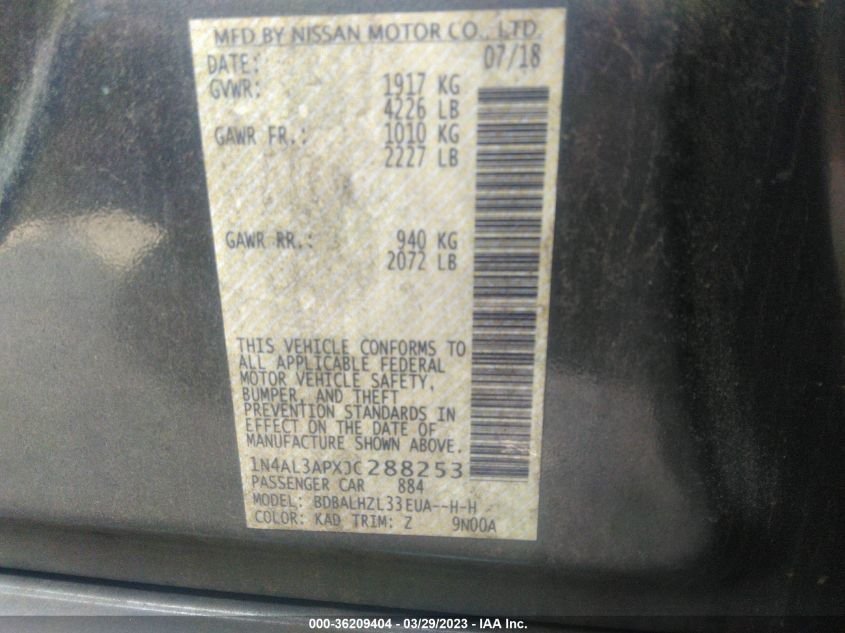 MFD BY NISSAN MOTOR CO., LTD.
DATE: 07/18
GVWR: 1917 KG
4226 LB
GAWR FR.: 1010 KG
2227 LB
GAWR RR.: 940 KG
2072 LB
THIS VEHICLE CONFORMS TO
ALL APPLICABLE FEDERAL
MOTOR VEHICLE SAFETY,
BUMPER, AND THEFT
PREVENTION STANDARDS IN
EFFECT ON THE DATE OF
MANUFACTURE SHOWN ABOVE.
1N4AL3APXJC288253
PASSENGER CAR 884
MODEL: BDBALHZL33EUA--H-H
COLOR: KAD TRIM: Z 9N00A
000-36209404 - 03/29/2023 - IAA Inc.